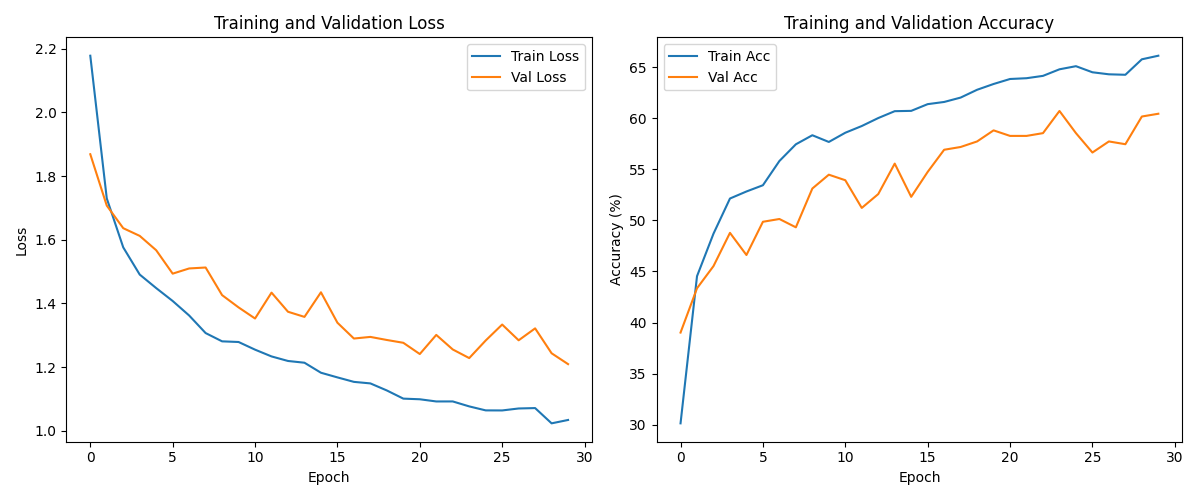 Training and Validation Loss
Train Loss
Val Loss
2.2
2.0
1.8
1.6
1.4
1.2
1.0
Loss
0 5 10 15 20 25 30
Epoch
Training and Validation Accuracy
Train Acc
Val Acc
65
60
55
50
45
40
35
30
Accuracy (%)
0 5 10 15 20 25 30
Epoch